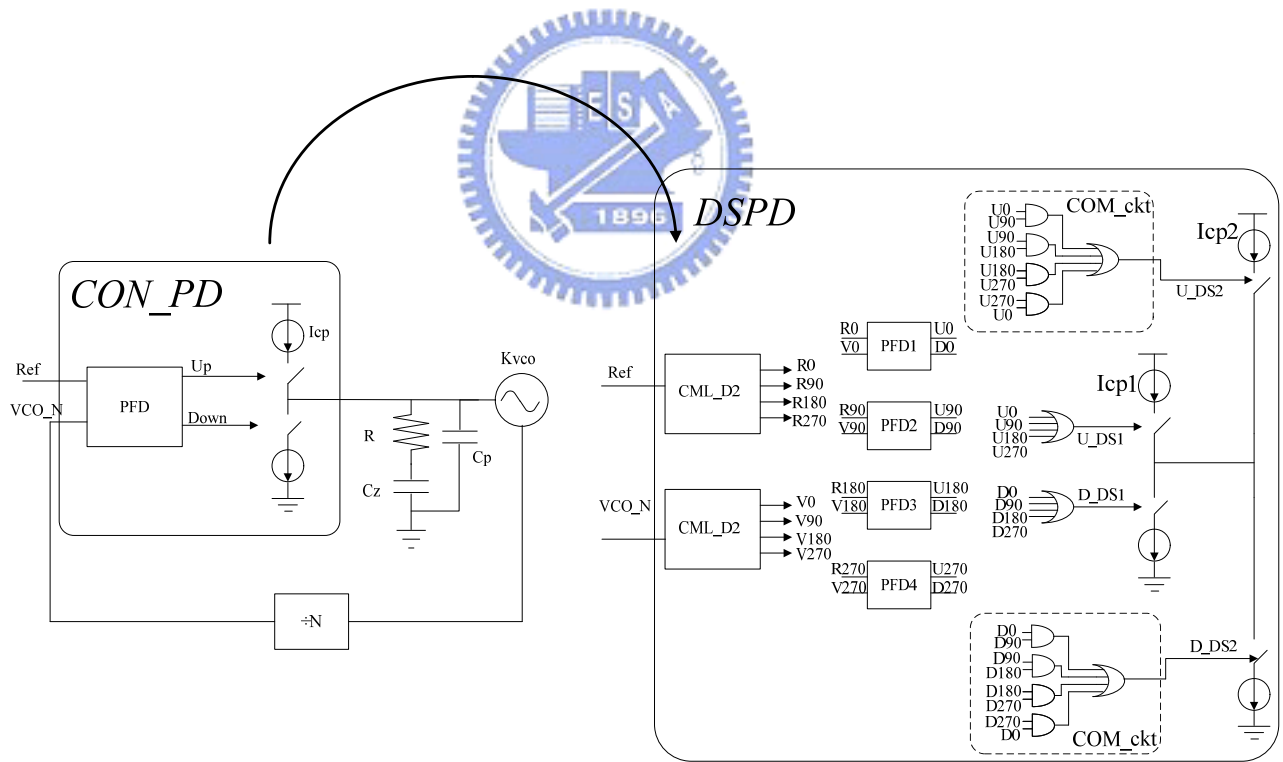 E S A
1896
CON_PD
Ref
VCO_N
PFD
Up
Down
Icp
Kvco
R
Cz
Cp
÷N
DSPD
Ref
CML_D2
R0
R90
R180
R270
VCO_N
CML_D2
V0
V90
V180
V270
R0
V0
PFD1
U0
D0
R90
V90
PFD2
U90
D90
R180
V180
PFD3
U180
D180
R270
V270
PFD4
U270
D270
COM_ckt
U0
U90
U90
U180
U180
U270
U270
U0
U_DS2
Icp2
U0
U90
U180
U270
U_DS1
Icp1
D0
D90
D180
D270
D_DS1
D0
D90
D90
D180
D180
D270
D270
D0
COM_ckt
D_DS2